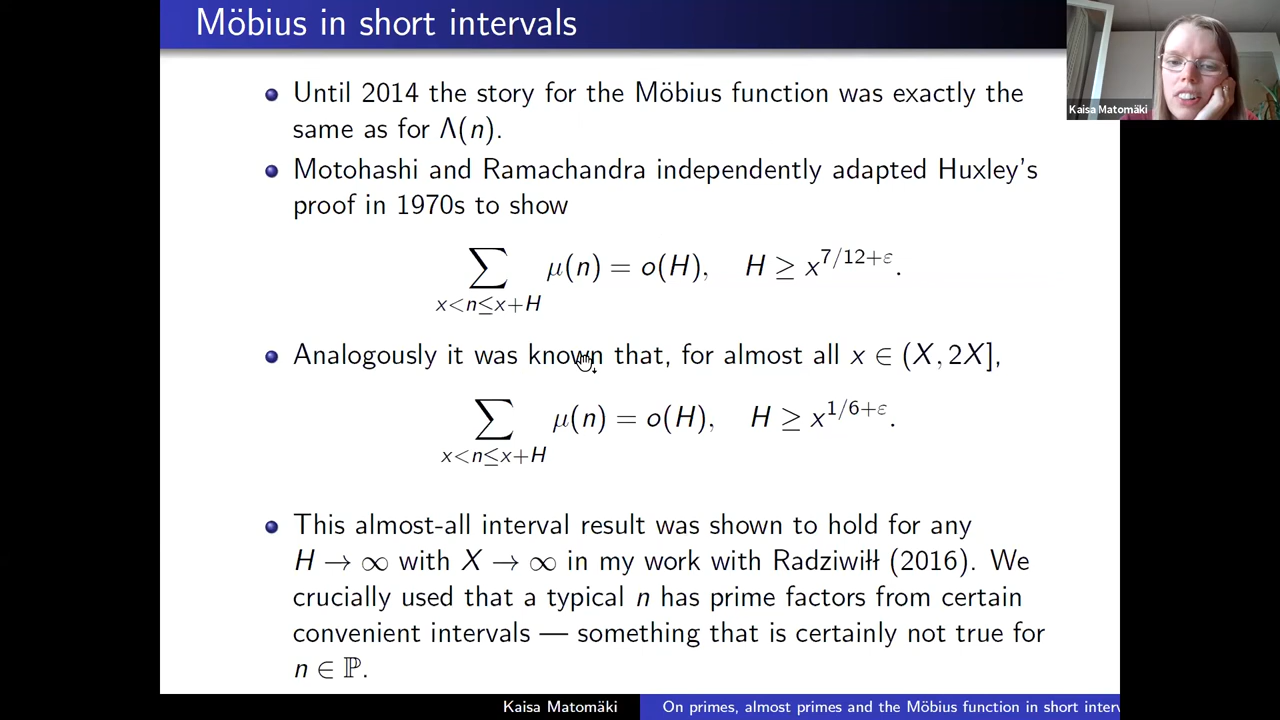 Möbius in short intervals
Kaisa Matomäki
Until 2014 the story for the Möbius function was exactly the
same as for Λ(n).
Motohashi and Ramachandra independently adapted Huxley's
proof in 1970s to show
∑ μ(n) = o(H), H ≥ x^{7/12+ε}.
x<n≤x+H
Analogously it was known that, for almost all x ∈ (X, 2X],
∑ μ(n) = o(H), H ≥ x^{1/6+ε}.
x<n≤x+H
This almost-all interval result was shown to hold for any
H → ∞ with X → ∞ in my work with Radziwiłł (2016). We
crucially used that a typical n has prime factors from certain
convenient intervals — something that is certainly not true for
n ∈ ℙ.
Kaisa Matomäki
On primes, almost primes and the Möbius function in short interv